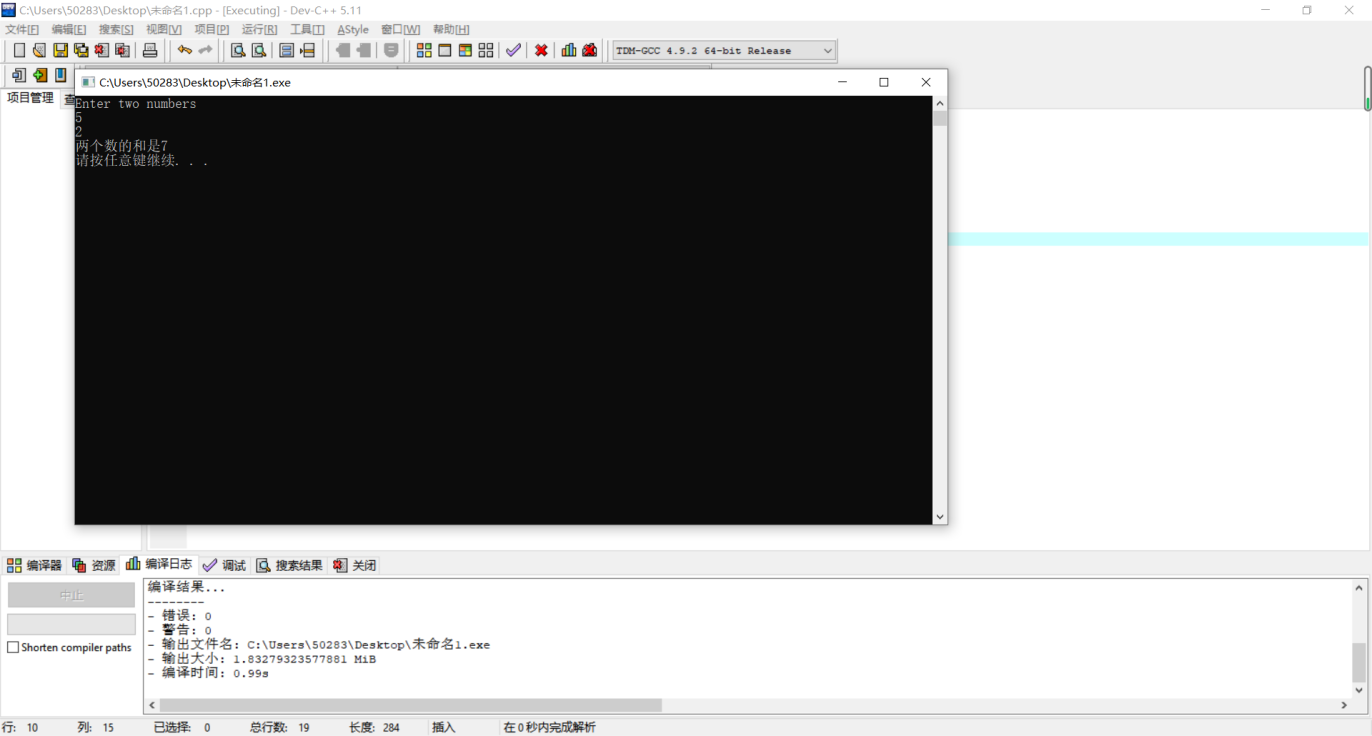 C:\Users\50283\Desktop\未命名1.cpp - [Executing] - Dev-C++ 5.11
文件[F] 编辑[E] 搜索[S] 视图[V] 项目[P] 运行[R] 工具[T] AStyle 窗口[W] 帮助[H]
TDM-GCC 4.9.2 64-bit Release
C:\Users\50283\Desktop\未命名1.exe
项目管理 查
Enter two numbers
5
2
两个数的和是7
请按任意键继续. . .
编译器 资源 编译日志 调试 搜索结果 关闭
中止
Shorten compiler paths
编译结果...
--------
- 错误: 0
- 警告: 0
- 输出文件名: C:\Users\50283\Desktop\未命名1.exe
- 输出大小: 1.83279323577881 MiB
- 编译时间: 0.99s
行: 10 列: 15 已选择: 0 总行数: 19 长度: 284 插入 在 0 秒内完成解析